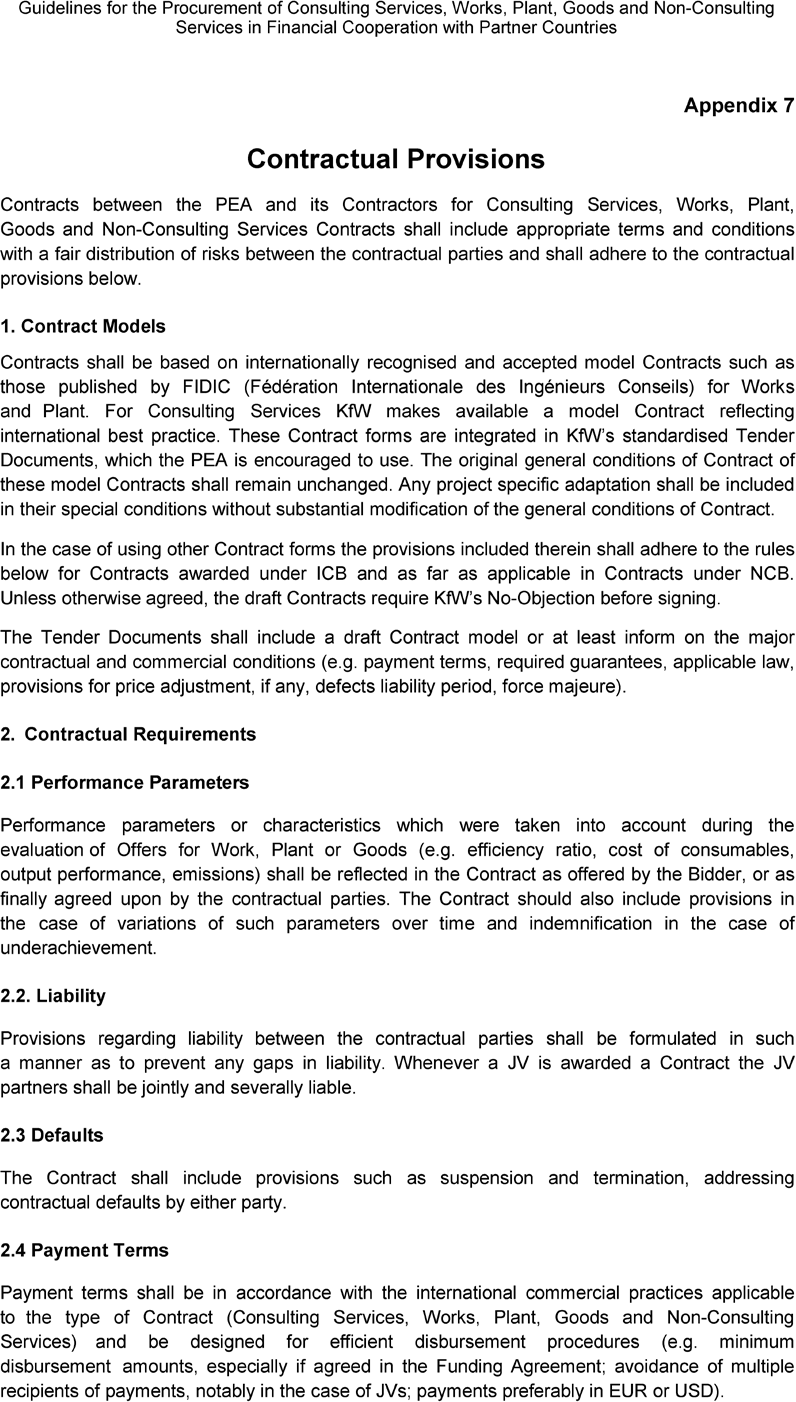 Guidelines for the Procurement of Consulting Services, Works, Plant, Goods and Non-Consulting
Services in Financial Cooperation with Partner Countries
Appendix 7
Contractual Provisions
Contracts between the PEA and its Contractors for Consulting Services, Works, Plant,
Goods and Non-Consulting Services Contracts shall include appropriate terms and conditions
with a fair distribution of risks between the contractual parties and shall adhere to the contractual
provisions below.
1. Contract Models
Contracts shall be based on internationally recognised and accepted model Contracts such as
those published by FIDIC (Fédération Internationale des Ingénieurs Conseils) for Works
and Plant. For Consulting Services KfW makes available a model Contract reflecting
international best practice. These Contract forms are integrated in KfW's standardised Tender
Documents, which the PEA is encouraged to use. The original general conditions of Contract of
these model Contracts shall remain unchanged. Any project specific adaptation shall be included
in their special conditions without substantial modification of the general conditions of Contract.
In the case of using other Contract forms the provisions included therein shall adhere to the rules
below for Contracts awarded under ICB and as far as applicable in Contracts under NCB.
Unless otherwise agreed, the draft Contracts require KfW's No-Objection before signing.
The Tender Documents shall include a draft Contract model or at least inform on the major
contractual and commercial conditions (e.g. payment terms, required guarantees, applicable law,
provisions for price adjustment, if any, defects liability period, force majeure).
2. Contractual Requirements
2.1 Performance Parameters
Performance parameters or characteristics which were taken into account during the
evaluation of Offers for Work, Plant or Goods (e.g. efficiency ratio, cost of consumables,
output performance, emissions) shall be reflected in the Contract as offered by the Bidder, or as
finally agreed upon by the contractual parties. The Contract should also include provisions in
the case of variations of such parameters over time and indemnification in the case of
underachievement.
2.2. Liability
Provisions regarding liability between the contractual parties shall be formulated in such
a manner as to prevent any gaps in liability. Whenever a JV is awarded a Contract the JV
partners shall be jointly and severally liable.
2.3 Defaults
The Contract shall include provisions such as suspension and termination, addressing
contractual defaults by either party.
2.4 Payment Terms
Payment terms shall be in accordance with the international commercial practices applicable
to the type of Contract (Consulting Services, Works, Plant, Goods and Non-Consulting
Services) and be designed for efficient disbursement procedures (e.g. minimum
disbursement amounts, especially if agreed in the Funding Agreement; avoidance of multiple
recipients of payments, notably in the case of JVs; payments preferably in EUR or USD).